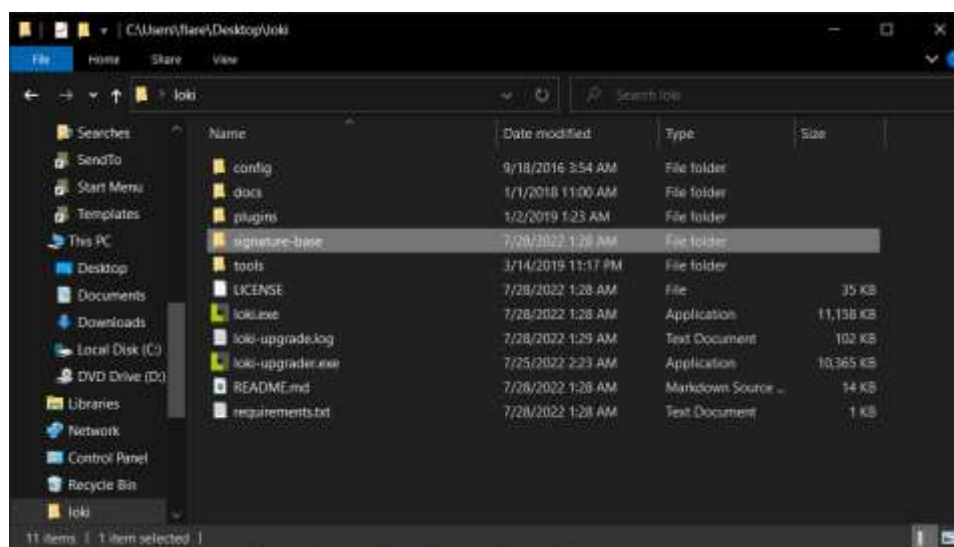 C:\Users\flare\Desktop\loki
File Home Share View
loki Search loki
Name Date modified Type Size
Searches
SendTo
Start Menu
Templates
This PC
Desktop
Documents
Downloads
Local Disk (C:)
DVD Drive (D:)
Libraries
Network
Control Panel
Recycle Bin
loki
config 9/18/2016 3:54 AM File folder
docs 1/1/2018 11:00 AM File folder
plugins 1/2/2019 1:23 AM File folder
signature-base 7/28/2022 1:28 AM File folder
tools 3/14/2019 11:17 PM File folder
LICENSE 7/28/2022 1:28 AM File 35 KB
loki.exe 7/28/2022 1:28 AM Application 11,158 KB
loki-upgrade.log 7/28/2022 1:29 AM Text Document 102 KB
loki-upgrader.exe 7/25/2022 2:23 AM Application 10,365 KB
README.md 7/28/2022 1:28 AM Markdown Source ... 14 KB
requirements.txt 7/28/2022 1:28 AM Text Document 1 KB
11 items 1 item selected